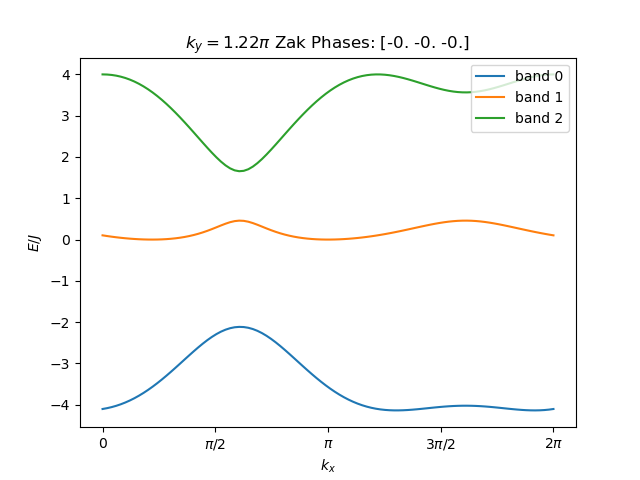 $k_y = 1.22\pi$ Zak Phases: [-0. -0. -0.]
4
3
2
1
0
−1
−2
−3
−4
E/J
band 0
band 1
band 2
0
π/2
π
3π/2
2π
$k_x$